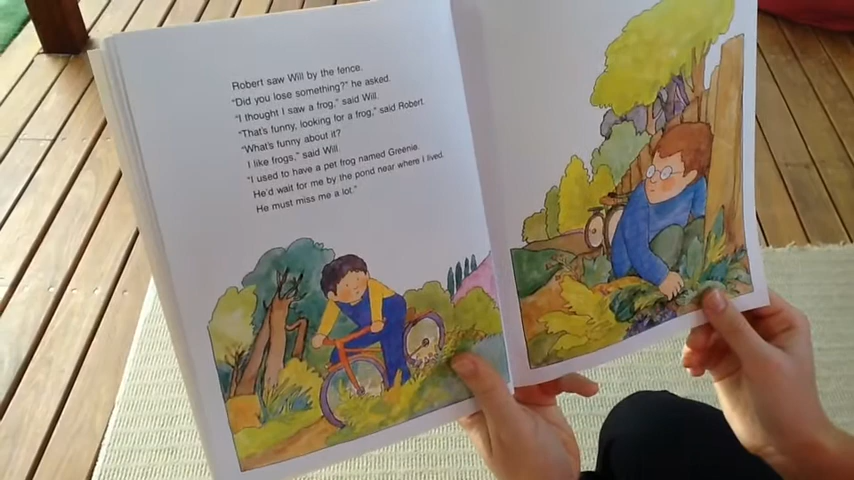 Robert saw Will by the fence.
"Did you lose something?" he asked.
"I thought I saw a frog," said Will.
"That's funny, looking for a frog," said Robert
"What's funny about it?
I like frogs," said Will.
"I used to have a pet frog named Greenie.
He'd wait for me by the pond near where I lived.
He must miss me a lot."